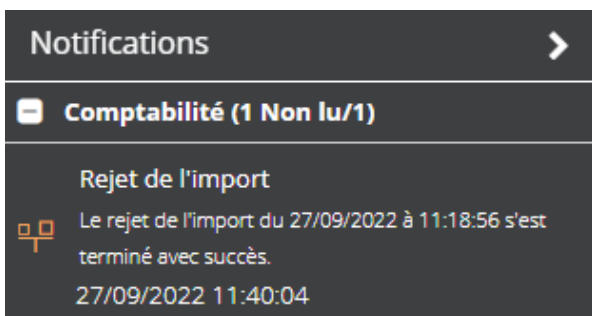 Notifications
Comptabilité (1 Non lu/1)
Rejet de l'import
Le rejet de l'import du 27/09/2022 à 11:18:56 s'est
terminé avec succès.
27/09/2022 11:40:04